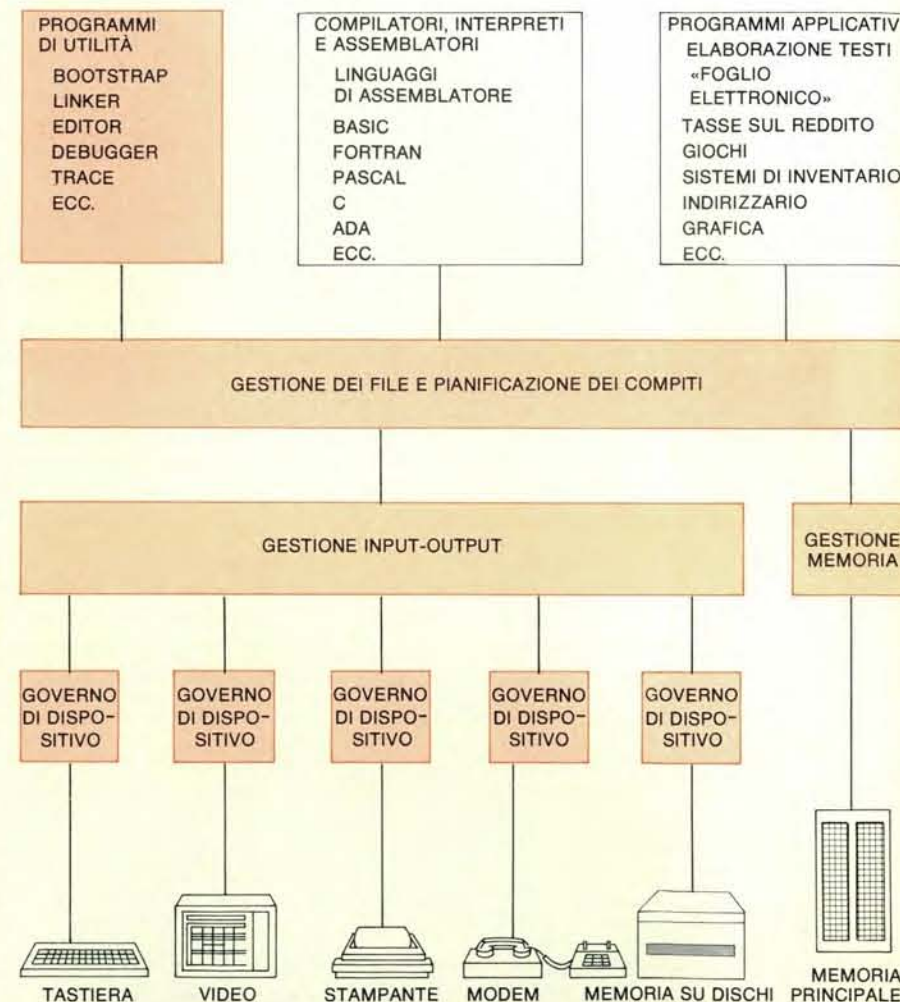 PROGRAMMI
DI UTILITÀ
BOOTSTRAP
LINKER
EDITOR
DEBUGGER
TRACE
ECC.
COMPILATORI, INTERPRETI
E ASSEMBLATORI
LINGUAGGI
DI ASSEMBLATORE
BASIC
FORTRAN
PASCAL
C
ADA
ECC.
PROGRAMMI APPLICATIV
ELABORAZIONE TESTI
«FOGLIO
ELETTRONICO»
TASSE SUL REDDITO
GIOCHI
SISTEMI DI INVENTARIO
INDIRIZZARIO
GRAFICA
ECC.
GESTIONE DEI FILE E PIANIFICAZIONE DEI COMPITI
GESTIONE INPUT-OUTPUT
GESTIONE
MEMORIA
GOVERNO
DI DISPO-
SITIVO
GOVERNO
DI DISPO-
SITIVO
GOVERNO
DI DISPO-
SITIVO
GOVERNO
DI DISPO-
SITIVO
GOVERNO
DI DISPO-
SITIVO
TASTIERA
VIDEO
STAMPANTE
MODEM
MEMORIA SU DISCHI
MEMORIA
PRINCIPALE